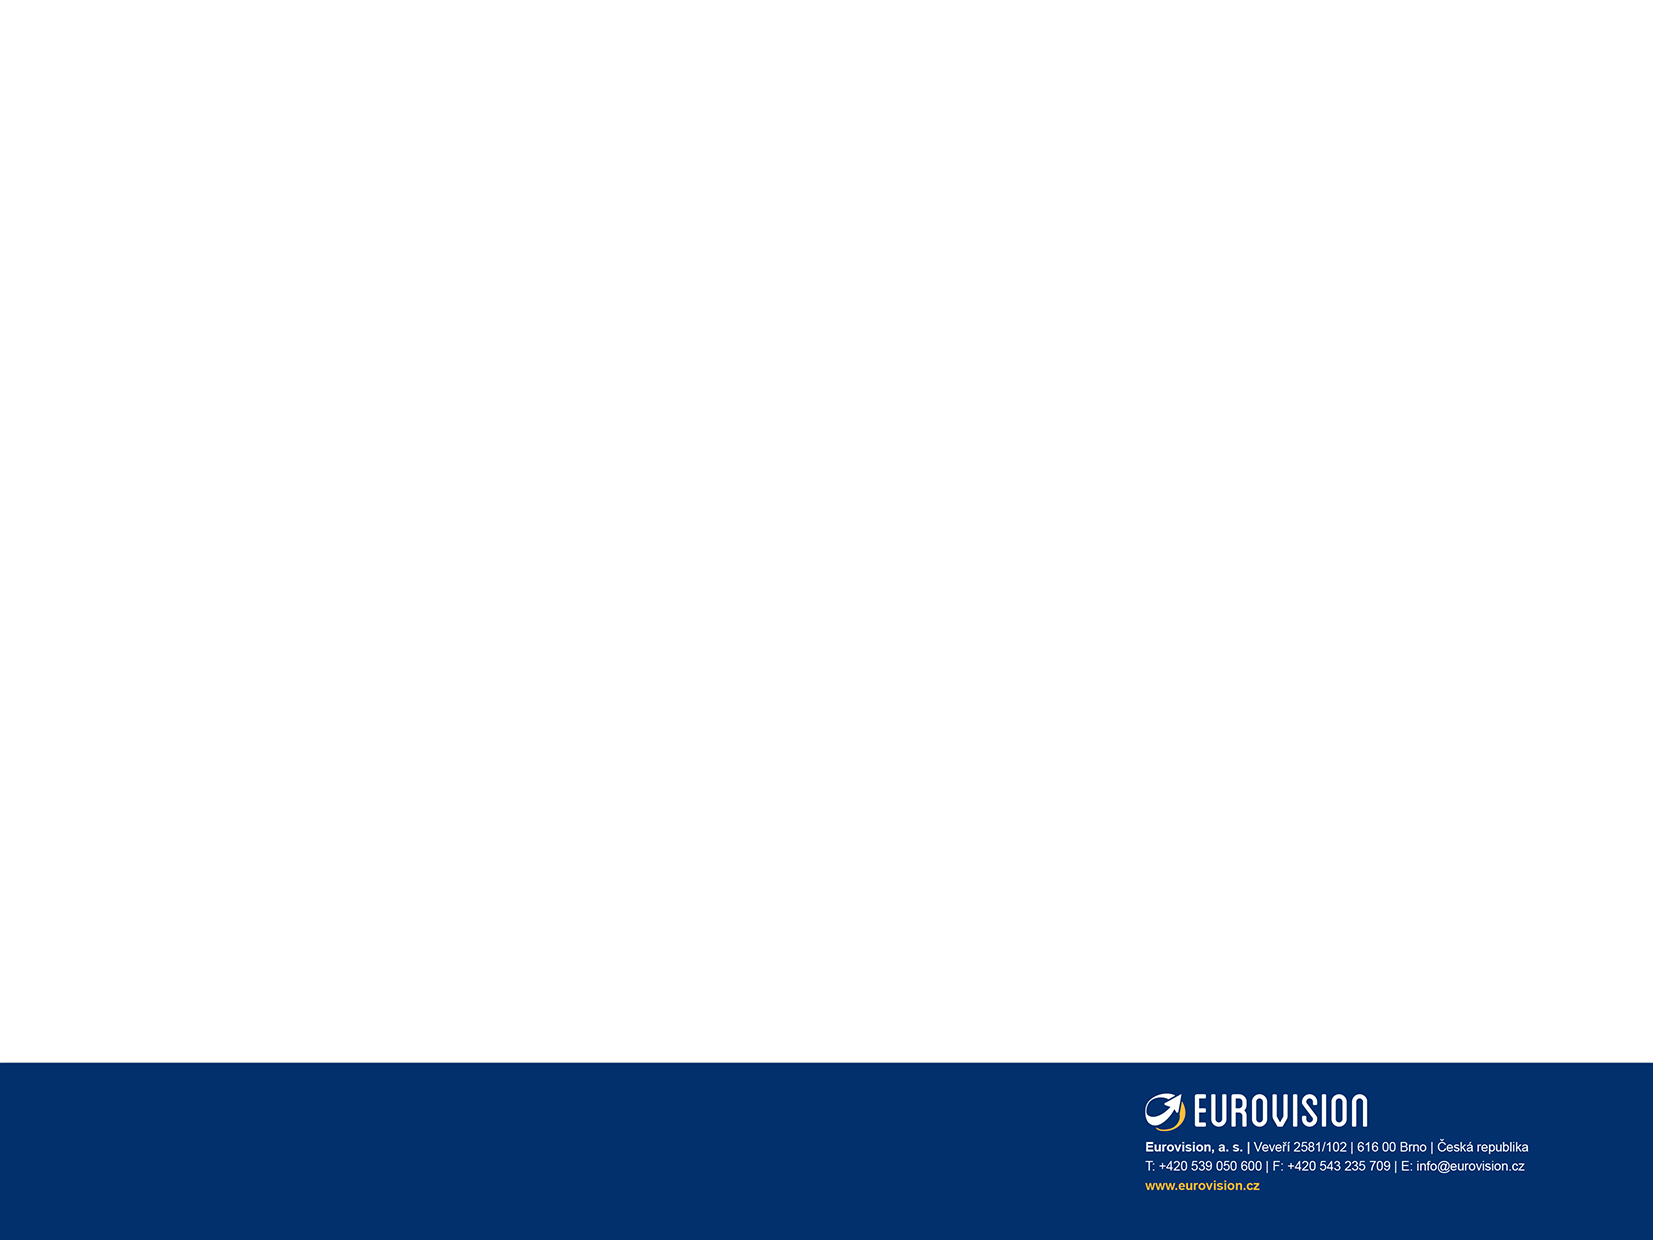 EUROVISION
Eurovision, a. s. | Veveří 2581/102 | 616 00 Brno | Česká republika
T: +420 539 050 600 | F: +420 543 235 709 | E: info@eurovision.cz
www.eurovision.cz